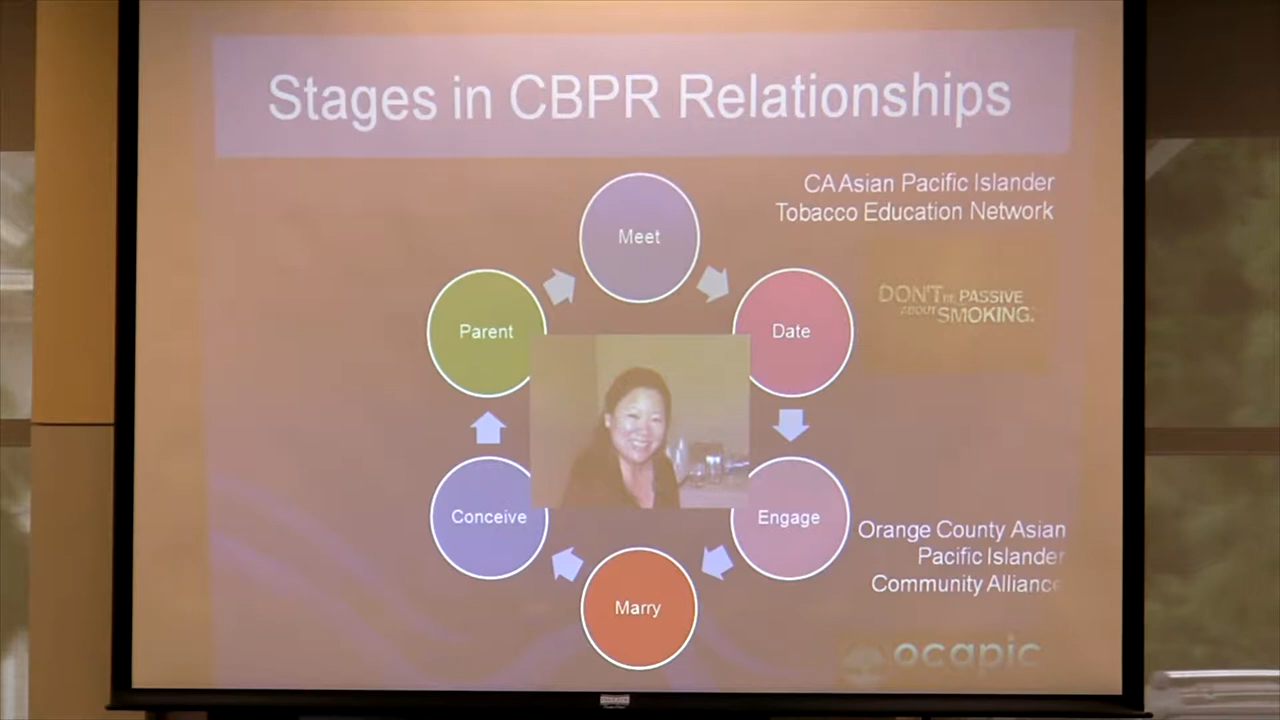 Stages in CBPR Relationships
CA Asian Pacific Islander
Tobacco Education Network
Meet
DON'T BE PASSIVE
ABOUT SMOKING.
Parent
Date
Conceive
Engage
Orange County Asian
Pacific Islander
Community Alliance
Marry
ocapic